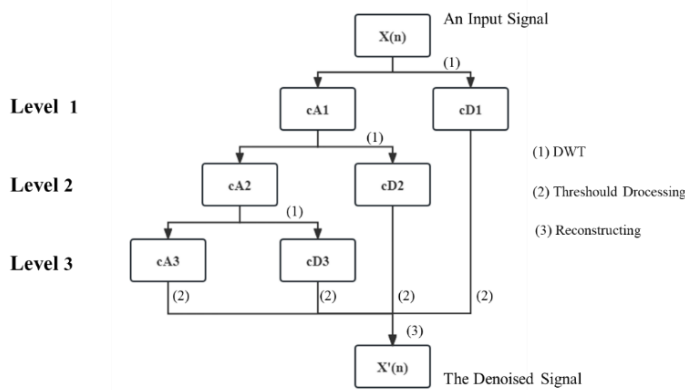 An Input Signal
X(n)
(1)
Level 1
cA1
cD1
(1)
(1) DWT
Level 2
cA2
cD2
(2) Threshould Drocessing
(1)
(3) Reconstructing
Level 3
cA3
cD3
(2)
(2)
(2)
(2)
(3)
X'(n)
The Denoised Signal